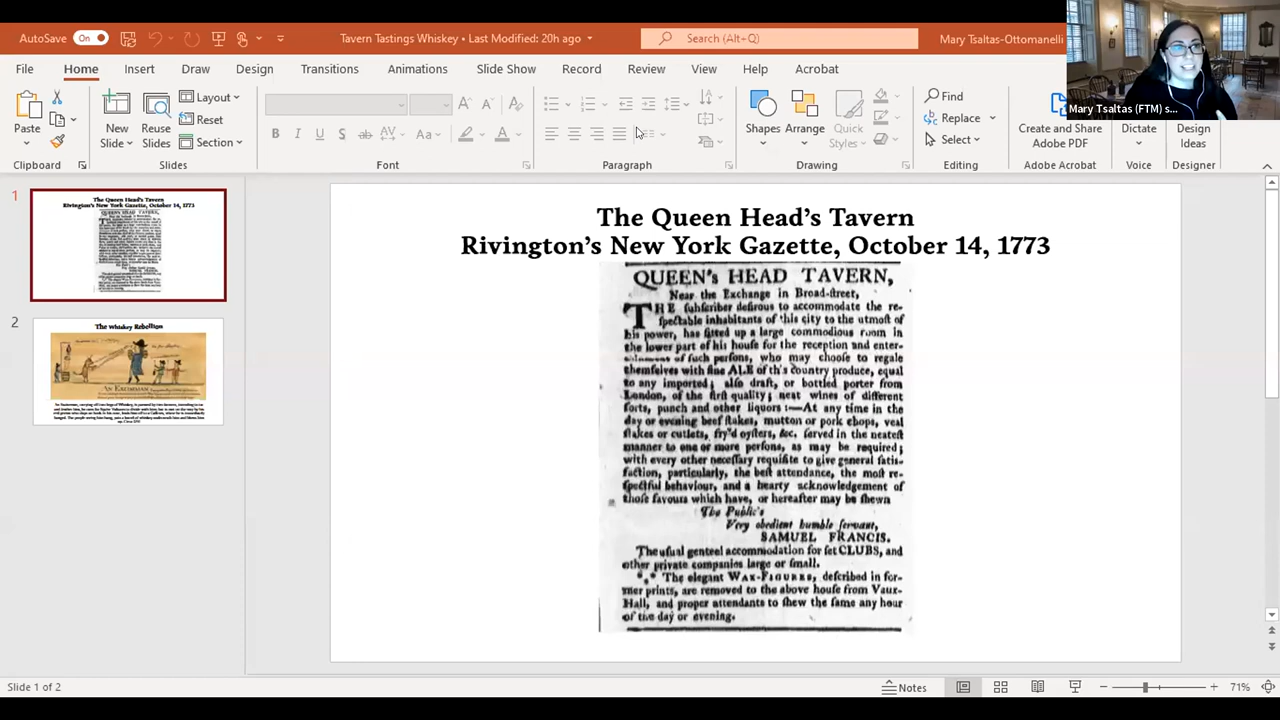 AutoSave On
Tavern Tastings Whiskey • Last Modified: 20h ago
Search (Alt+Q)
Mary Tsaltas-Ottomanelli
Mary Tsaltas (FTM) s...
File Home Insert Draw Design Transitions Animations Slide Show Record Review View Help Acrobat
Paste
Clipboard
New Slide
Reuse Slides
Layout
Reset
Section
Slides
B I U S ab AV Aa A
Font
Paragraph
Shapes
Arrange
Quick Styles
Drawing
Find
Replace
Select
Editing
Create and Share
Adobe PDF
Adobe Acrobat
Dictate
Voice
Design
Ideas
Designer
1
The Queen Head's Tavern
Rivington's New York Gazette, October 14, 1773
2
The Whiskey Rebellion
AN EXCISEMAN
The Queen Head's Tavern
Rivington's New York Gazette, October 14, 1773
QUEEN's HEAD TAVERN,
Near the Exchange in Broad-ſtreet,
THE ſubſcriber deſirous to accommodate the re-
ſpectable inhabitants of this city to the utmoſt of
his power, has fitted up a large commodious room in
the lower part of his houſe for the reception and enter-
of ſuch perſons, who may chooſe to regale
themſelves with fine ALE of th's country produce, equal
to any imported; alſo draft, or bottled porter from
London, of the firſt quality; neat wines of different
ſorts, punch and other liquors:—At any time in the
day or evening beef ſtakes, mutton or pork chops, veal
ſtakes or cutlets, fry'd oyſters, &c. ſerved in the neateſt
manner to one or more perſons, as may be required;
with every other neceſſary requiſite to give general ſatis-
faction, particularly, the beſt attendance, the moſt re-
ſpectful behaviour, and a hearty acknowledgement of
thoſe favours which have, or hereafter may be ſhewn
The Public's
Very obedient humble ſervant,
SAMUEL FRANCIS.
The uſual genteel accommodation for ſet CLUBS, and
other private companies large or ſmall.
*,* The elegant WAX-FIGURES, deſcribed in for-
mer prints, are removed to the above houſe from Vaux-
Hall, and proper attendants to ſhew the ſame any hour
of the day or evening.
Slide 1 of 2
Notes
71%